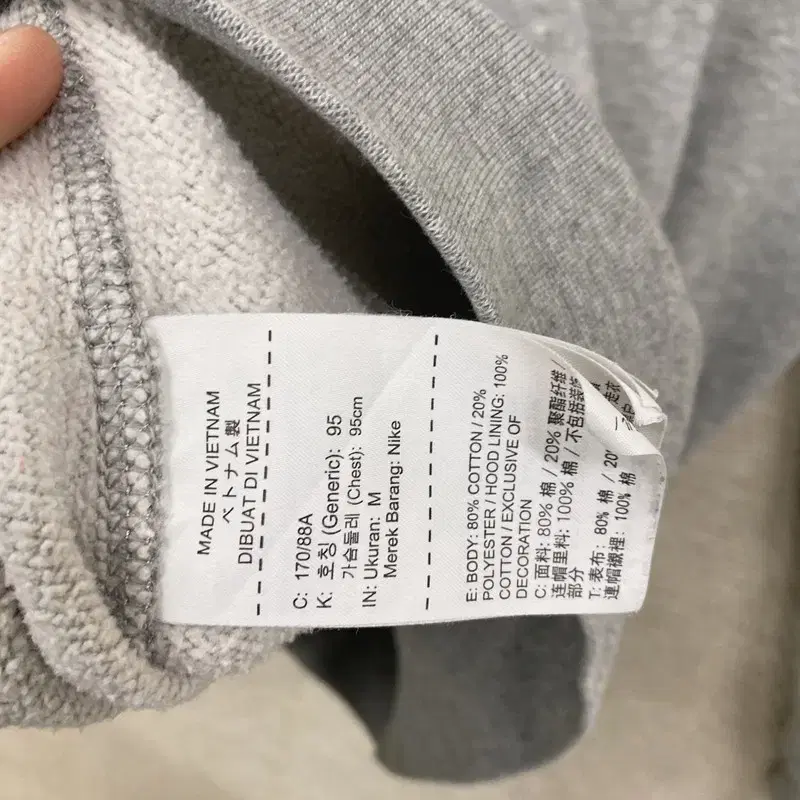 MADE IN VIETNAM
ベトナム製
DIBUAT DI VIETNAM
C: 170/88A
K: 호칭 (Generic): 95
가슴둘레 (Chest): 95cm
IN: Ukuran: M
Merek Barang: Nike
E: BODY: 80% COTTON / 20%
POLYESTER / HOOD LINING: 100%
COTTON / EXCLUSIVE OF
DECORATION
C: 面料: 80% 棉 / 20% 聚酯纤维 /
连帽里料: 100% 棉 / 不包括装饰
部分
T: 表布: 80% 棉 / 20%
連帽襯裡: 100% 棉